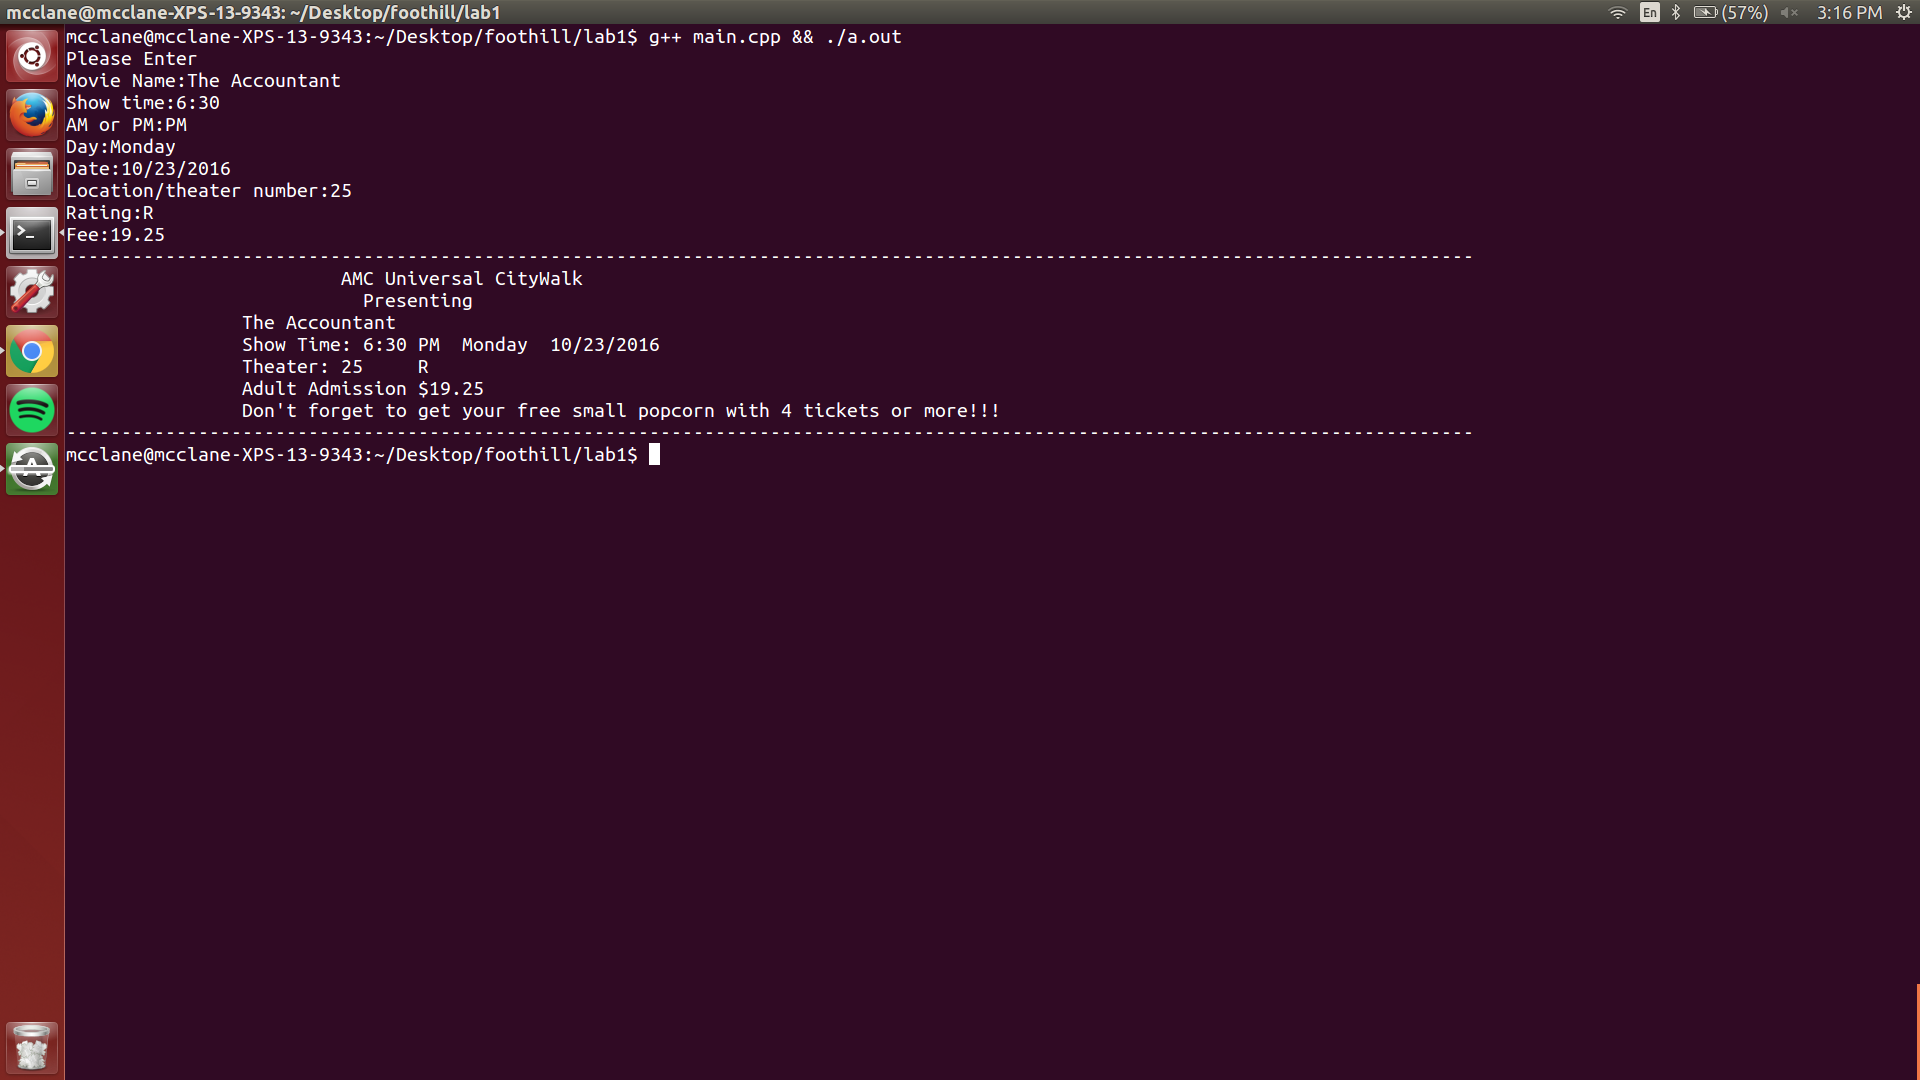 mcclane@mcclane-XPS-13-9343: ~/Desktop/foothill/lab1
En (57%) 3:16 PM
mcclane@mcclane-XPS-13-9343:~/Desktop/foothill/lab1$ g++ main.cpp && ./a.out
Please Enter
Movie Name:The Accountant
Show time:6:30
AM or PM:PM
Day:Monday
Date:10/23/2016
Location/theater number:25
Rating:R
Fee:19.25
--------------------------------------------------------------------------------------------------------------------------------
AMC Universal CityWalk
Presenting
The Accountant
Show Time: 6:30 PM  Monday  10/23/2016
Theater: 25     R
Adult Admission $19.25
Don't forget to get your free small popcorn with 4 tickets or more!!!
--------------------------------------------------------------------------------------------------------------------------------
mcclane@mcclane-XPS-13-9343:~/Desktop/foothill/lab1$